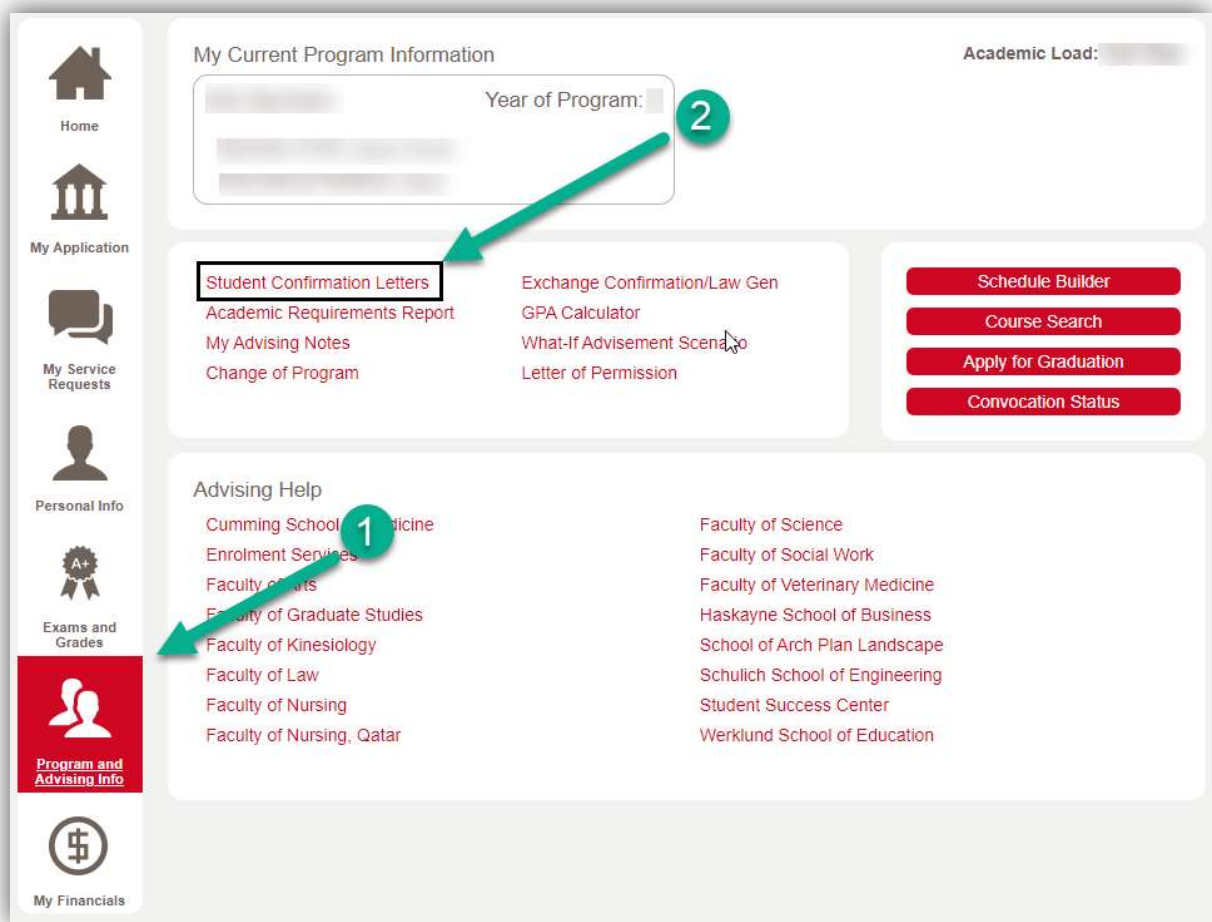 Home
My Application
My Service
Requests
Personal Info
A+
Exams and
Grades
Program and
Advising Info
$
My Financials
My Current Program Information
Academic Load:
Year of Program:
2
Student Confirmation Letters
Academic Requirements Report
My Advising Notes
Change of Program
Exchange Confirmation/Law Gen
GPA Calculator
What-If Advisement Scenario
Letter of Permission
Schedule Builder
Course Search
Apply for Graduation
Convocation Status
Advising Help
1
Cumming School
Enrolment Services
Faculty of Arts
Faculty of Graduate Studies
Faculty of Kinesiology
Faculty of Law
Faculty of Nursing
Faculty of Nursing, Qatar
Faculty of Science
Faculty of Social Work
Faculty of Veterinary Medicine
Haskayne School of Business
School of Arch Plan Landscape
Schulich School of Engineering
Student Success Center
Werklund School of Education